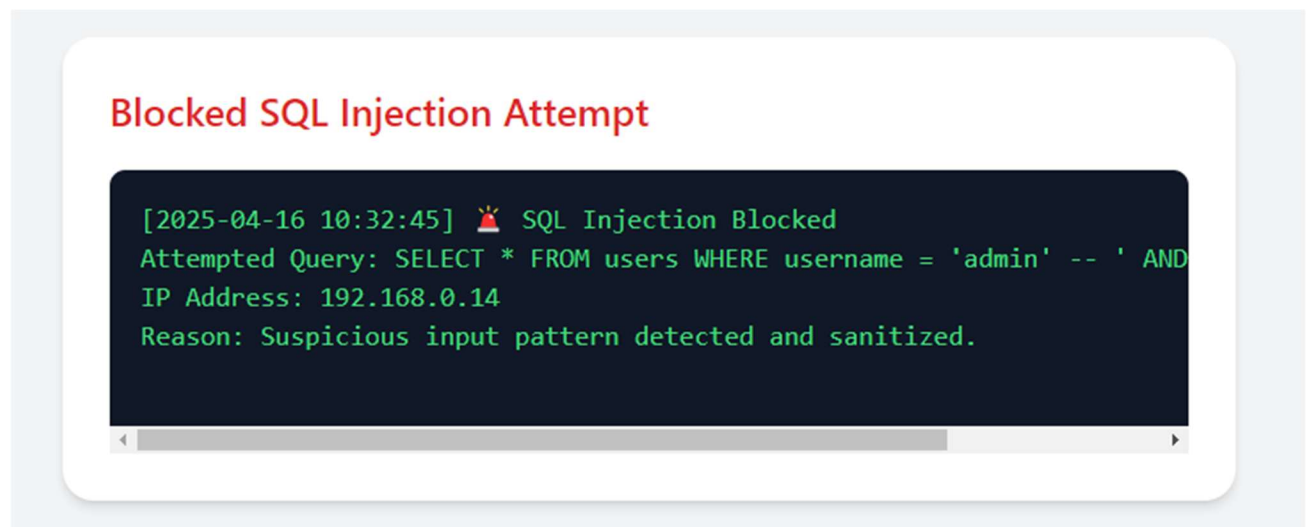 Blocked SQL Injection Attempt
[2025-04-16 10:32:45] 🚨 SQL Injection Blocked
Attempted Query: SELECT * FROM users WHERE username = 'admin' -- ' AND
IP Address: 192.168.0.14
Reason: Suspicious input pattern detected and sanitized.